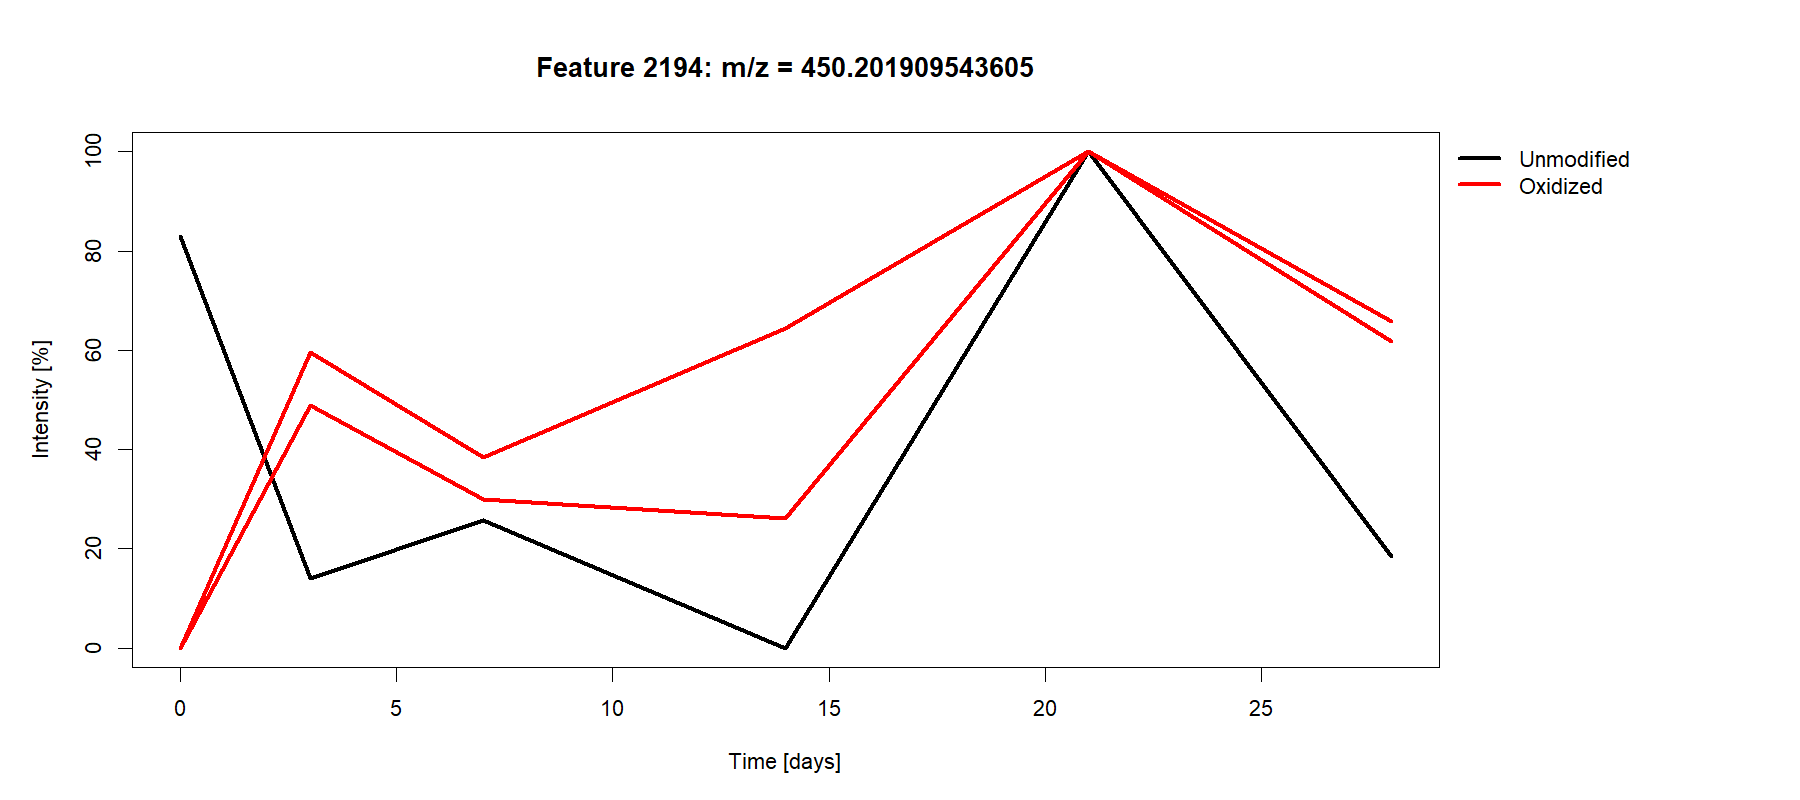 Feature 2194: m/z = 450.201909543605
Unmodified
Oxidized
Intensity [%]
100
80
60
40
20
0
0 5 10 15 20 25
Time [days]